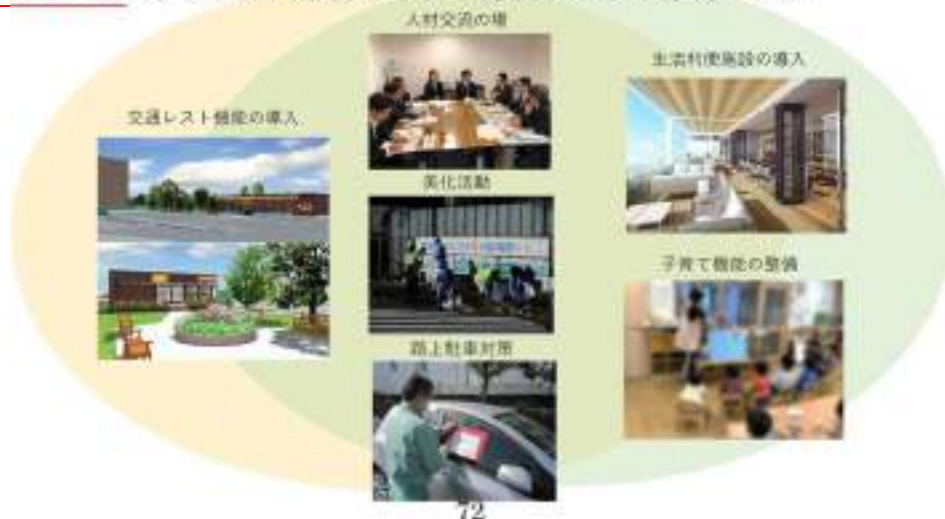 人材交流の場
生活利便施設の導入
交通レスト機能の導入
美化活動
子育て機能の整備
路上駐車対策
72